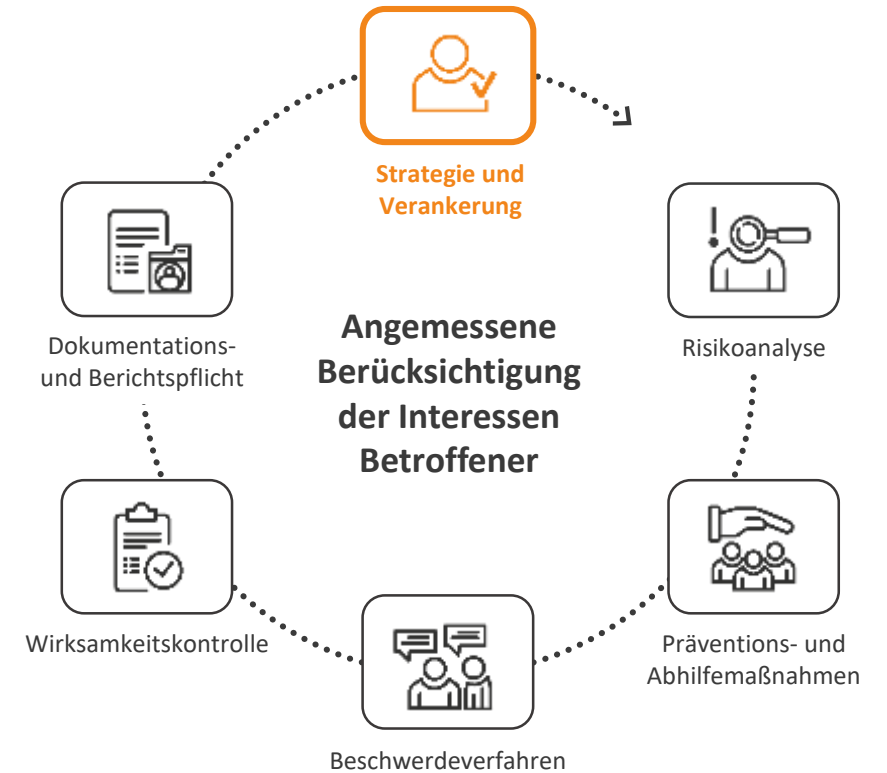 Strategie und
Verankerung
Dokumentations-
und Berichtspflicht
Angemessene
Berücksichtigung
der Interessen
Betroffener
Risikoanalyse
Wirksamkeitskontrolle
Präventions- und
Abhilfemaßnahmen
Beschwerdeverfahren